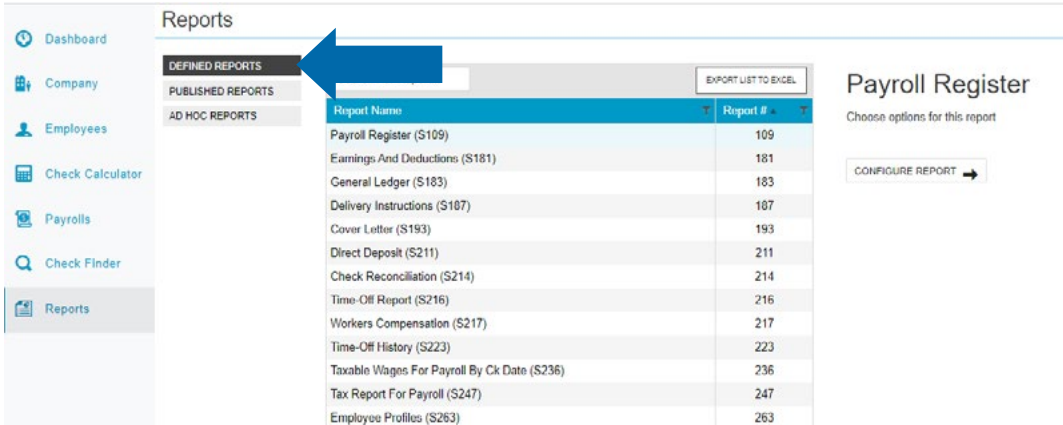 Reports
Dashboard
Company
Employees
Check Calculator
Payrolls
Check Finder
Reports
DEFINED REPORTS
PUBLISHED REPORTS
AD HOC REPORTS
EXPORT LIST TO EXCEL
Report Name Report #
Payroll Register (S109) 109
Earnings And Deductions (S181) 181
General Ledger (S183) 183
Delivery Instructions (S187) 187
Cover Letter (S193) 193
Direct Deposit (S211) 211
Check Reconciliation (S214) 214
Time-Off Report (S216) 216
Workers Compensation (S217) 217
Time-Off History (S223) 223
Taxable Wages For Payroll By Ck Date (S236) 236
Tax Report For Payroll (S247) 247
Employee Profiles (S263) 263
Payroll Register
Choose options for this report
CONFIGURE REPORT